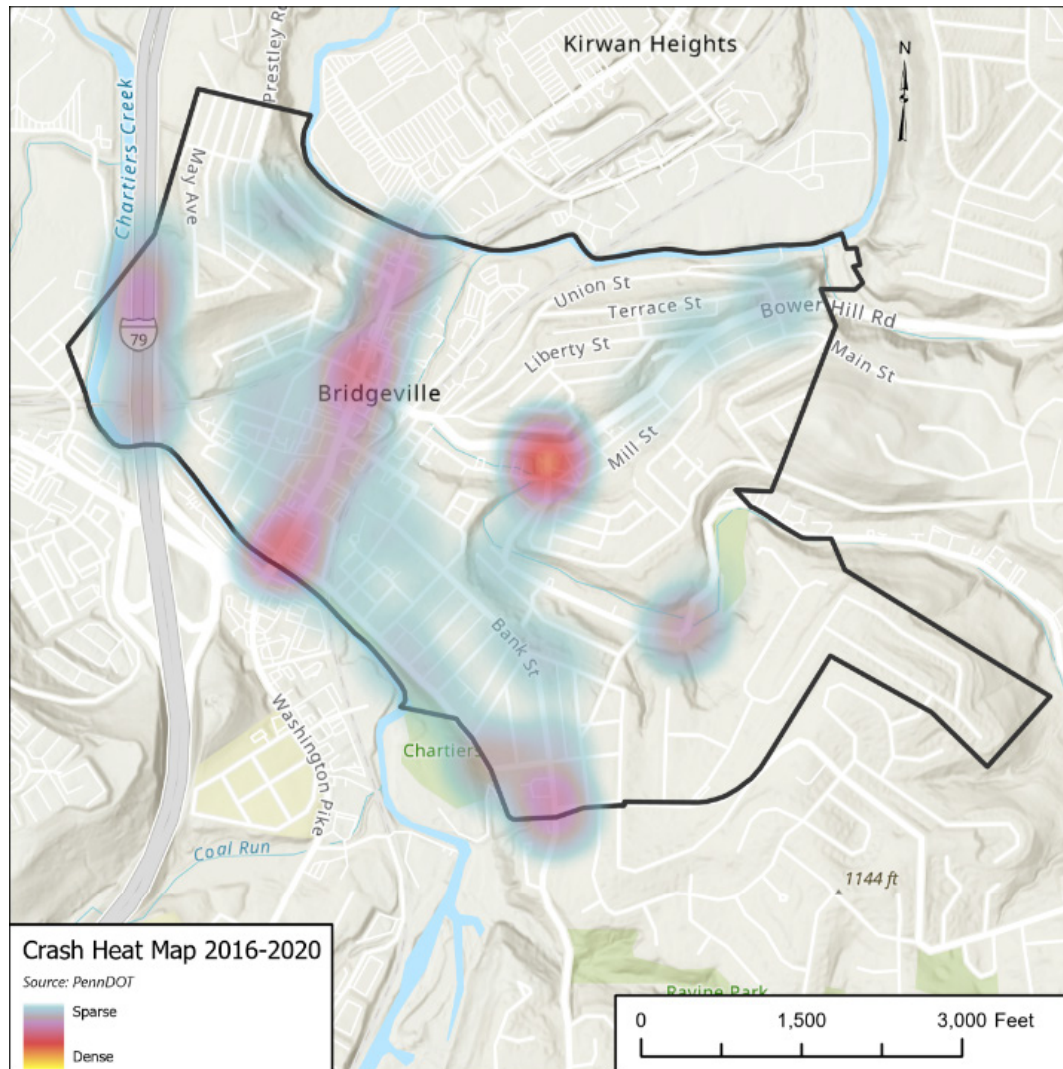 Kirwan Heights
N
Prestley Rd
Chartiers Creek
May Ave
Union St
Terrace St
Bower Hill Rd
Liberty St
Main St
79
Bridgeville
Mill St
Bank St
Washington Pike
Chartiers
Coal Run
1144 ft
Crash Heat Map 2016-2020
Source: PennDOT
Sparse
Dense
Ravine Park
0 1,500 3,000 Feet